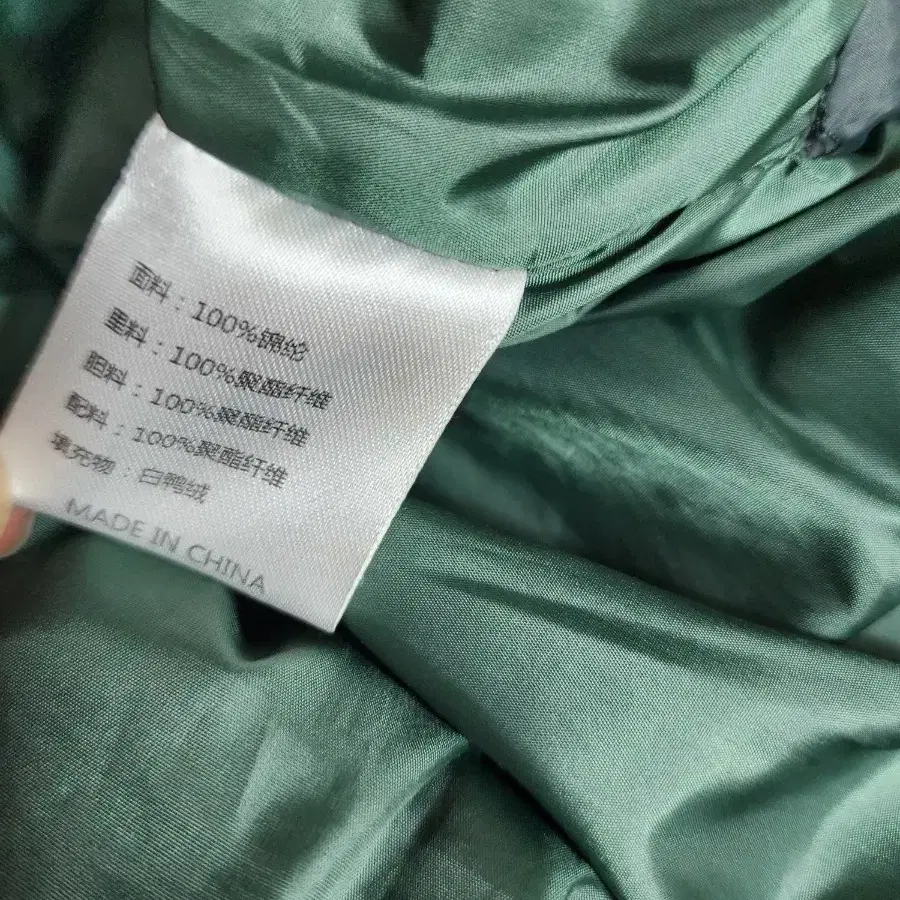 面料：100%锦纶
里料：100%聚酯纤维
胆料：100%聚酯纤维
配料：100%聚酯纤维
填充物：白鸭绒
MADE IN CHINA